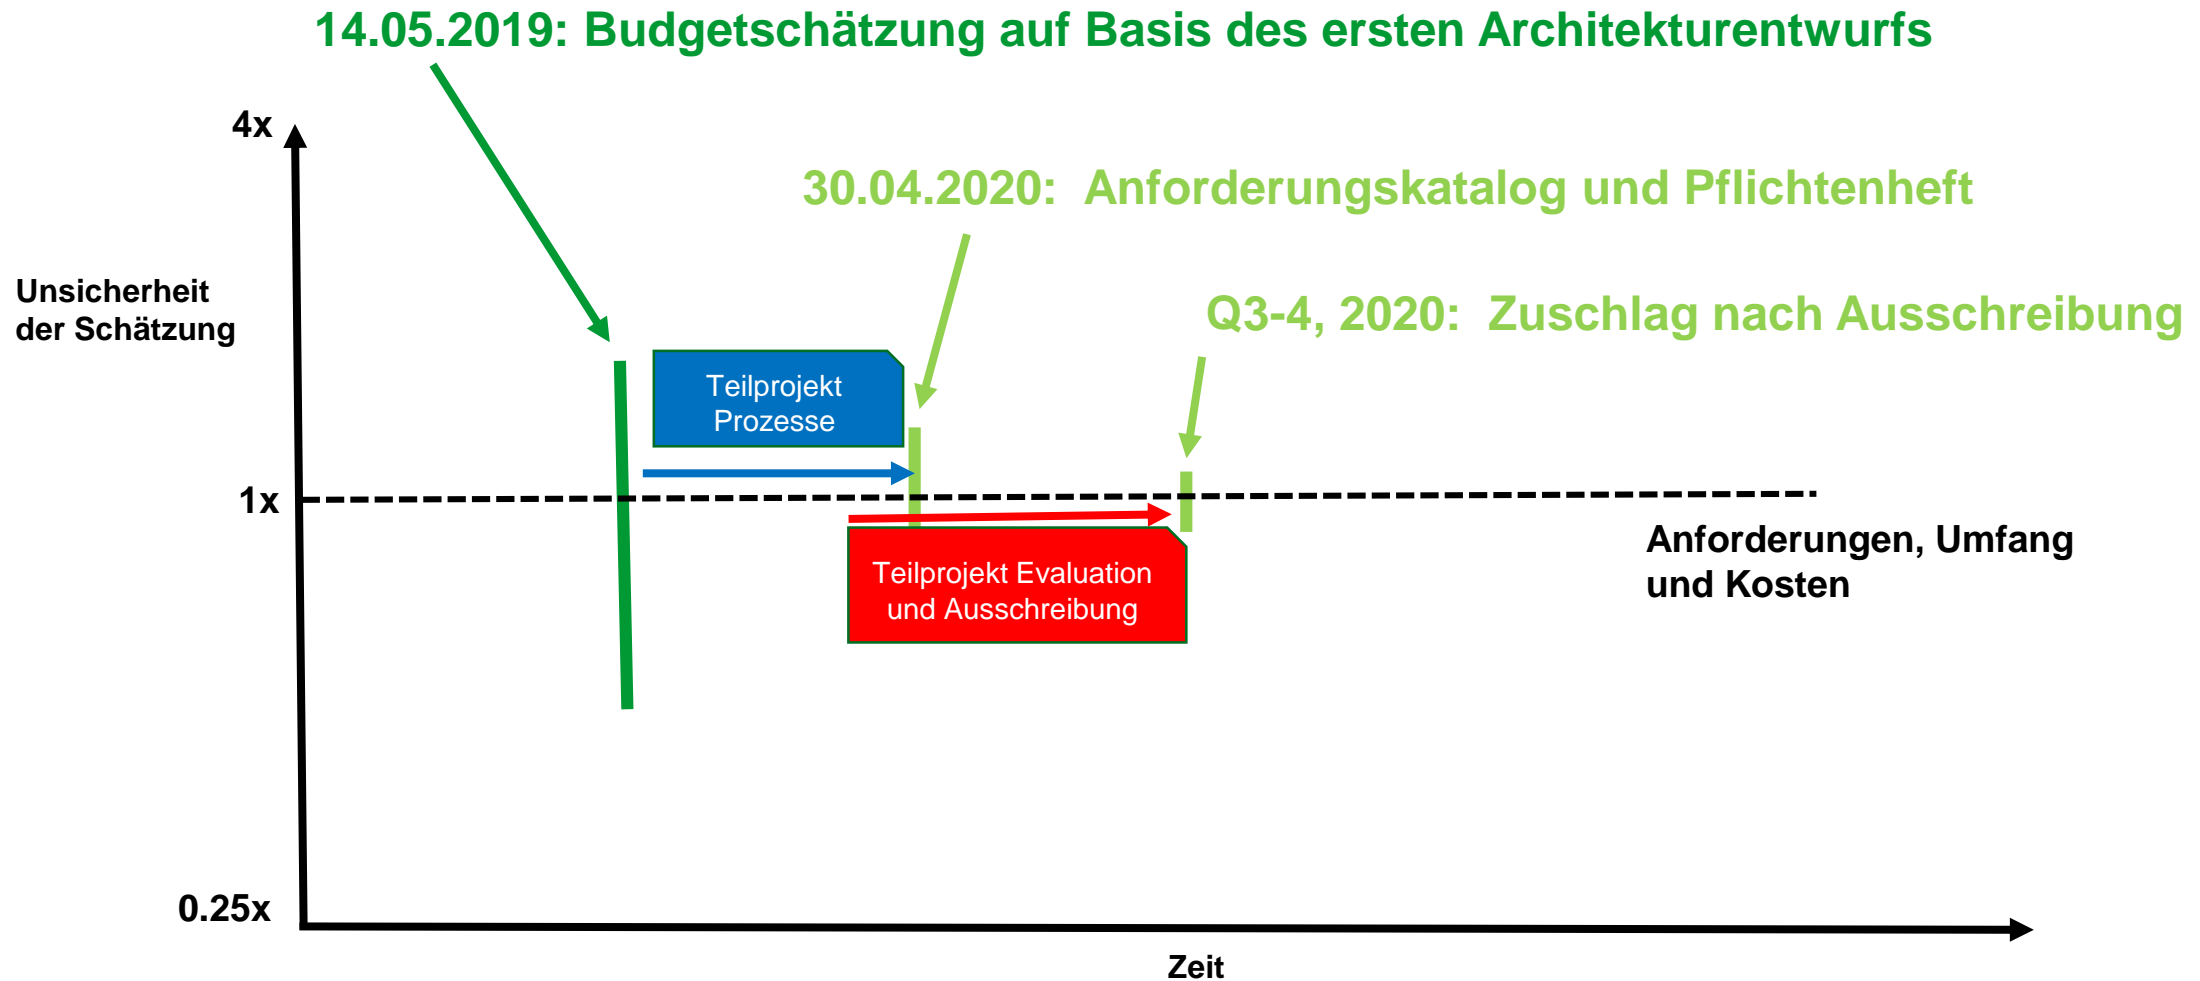 14.05.2019: Budgetschätzung auf Basis des ersten Architekturentwurfs
4x
30.04.2020:  Anforderungskatalog und Pflichtenheft
Unsicherheit
der Schätzung
Q3-4, 2020:  Zuschlag nach Ausschreibung
Teilprojekt
Prozesse
1x
Anforderungen, Umfang
und Kosten
Teilprojekt Evaluation
und Ausschreibung
0.25x
Zeit